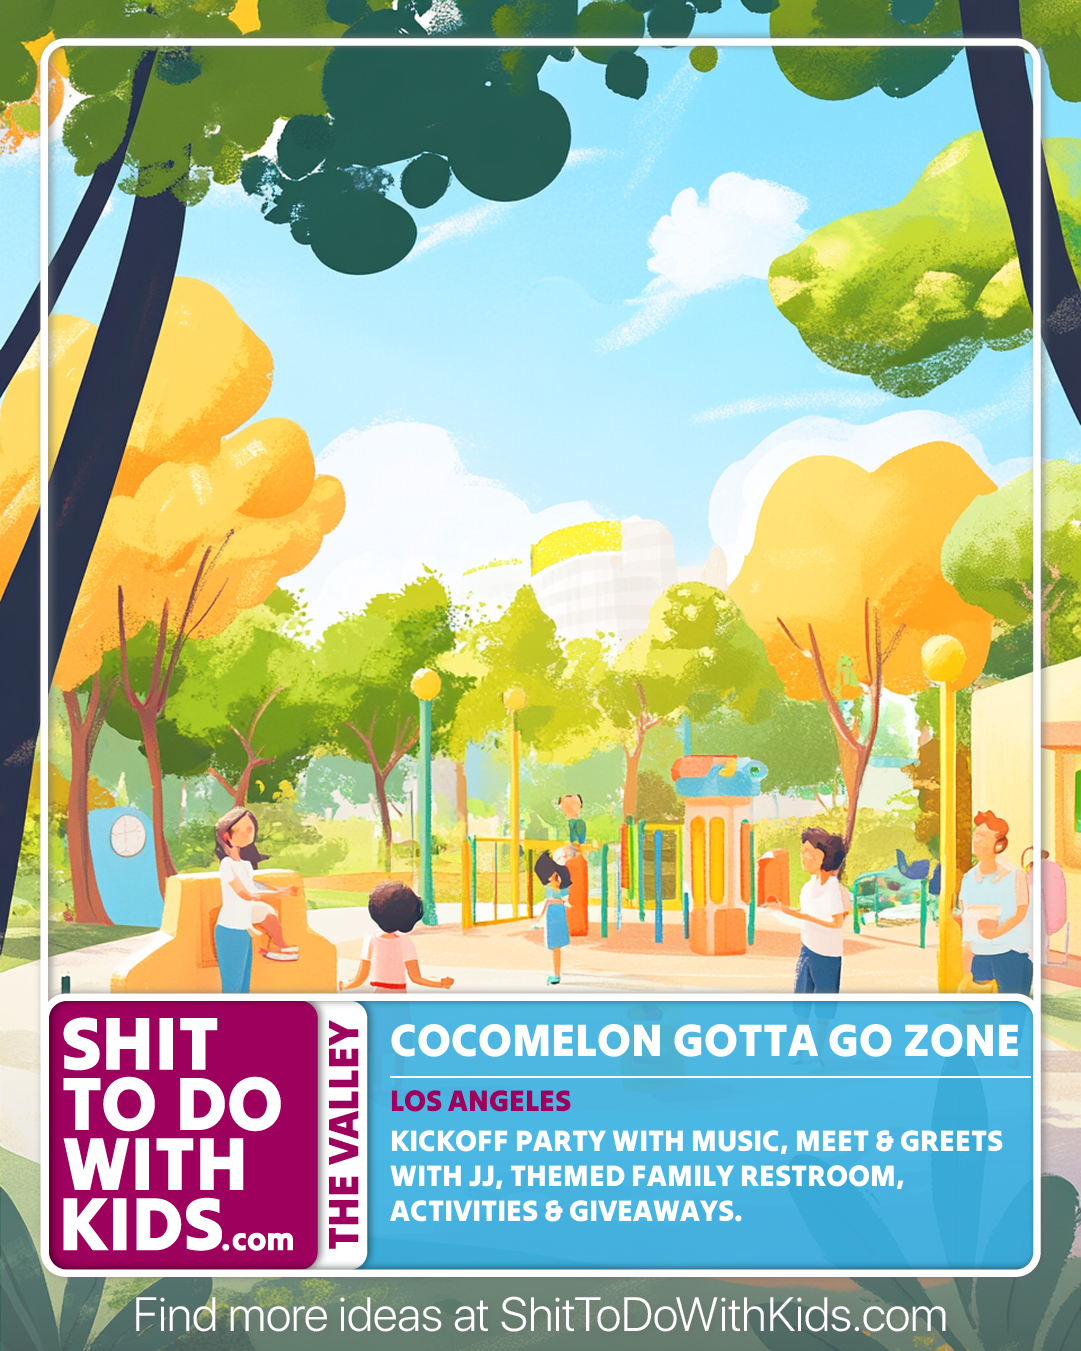 SHIT
TO DO
WITH
KIDS.com
THE VALLEY
COCOMELON GOTTA GO ZONE
LOS ANGELES
KICKOFF PARTY WITH MUSIC, MEET & GREETS
WITH JJ, THEMED FAMILY RESTROOM,
ACTIVITIES & GIVEAWAYS.
Find more ideas at ShitToDoWithKids.com